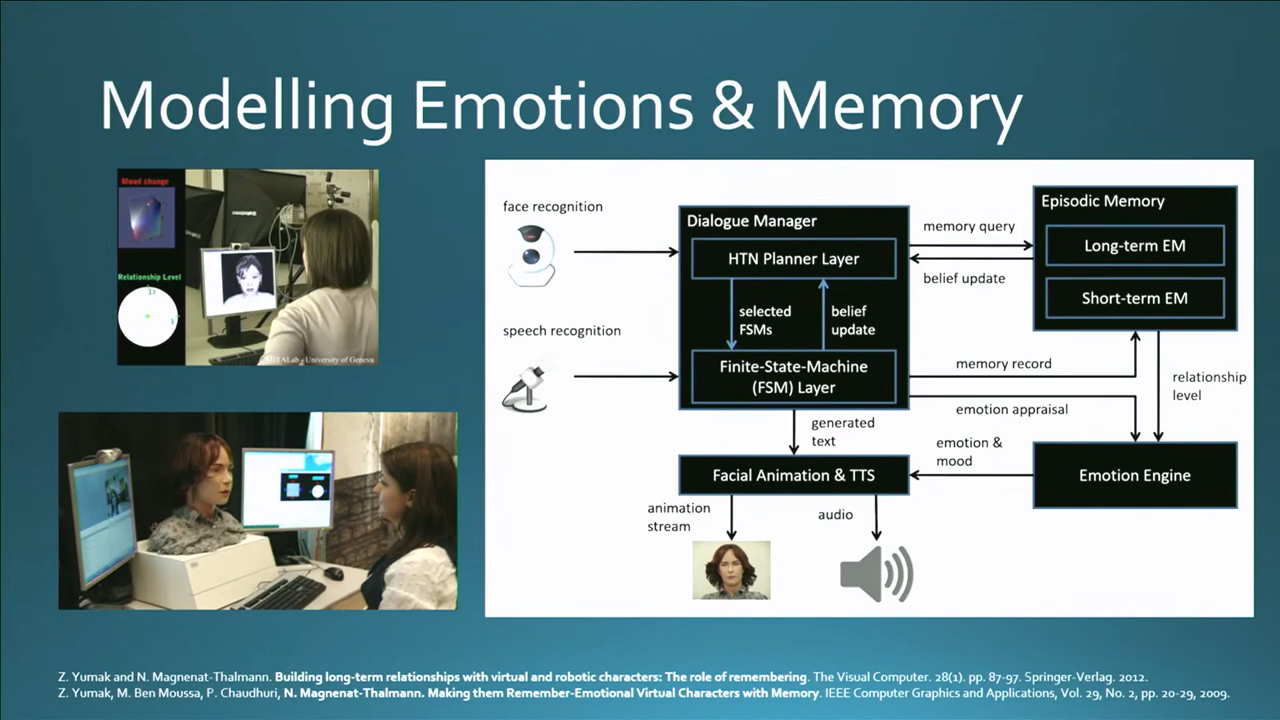 Modelling Emotions & Memory
Mood change
Relationship Level
D
MIRALab - University of Geneva
face recognition
speech recognition
Dialogue Manager
HTN Planner Layer
selected
FSMs
belief
update
Finite-State-Machine
(FSM) Layer
memory query
belief update
Episodic Memory
Long-term EM
Short-term EM
memory record
emotion appraisal
relationship
level
generated
text
emotion &
mood
Facial Animation & TTS
Emotion Engine
animation
stream
audio
Z. Yumak and N. Magnenat-Thalmann. Building long-term relationships with virtual and robotic characters: The role of remembering. The Visual Computer. 28(1). pp. 87-97. Springer-Verlag. 2012.
Z. Yumak, M. Ben Moussa, P. Chaudhuri, N. Magnenat-Thalmann. Making them Remember-Emotional Virtual Characters with Memory. IEEE Computer Graphics and Applications, Vol. 29, No. 2, pp. 20-29, 2009.